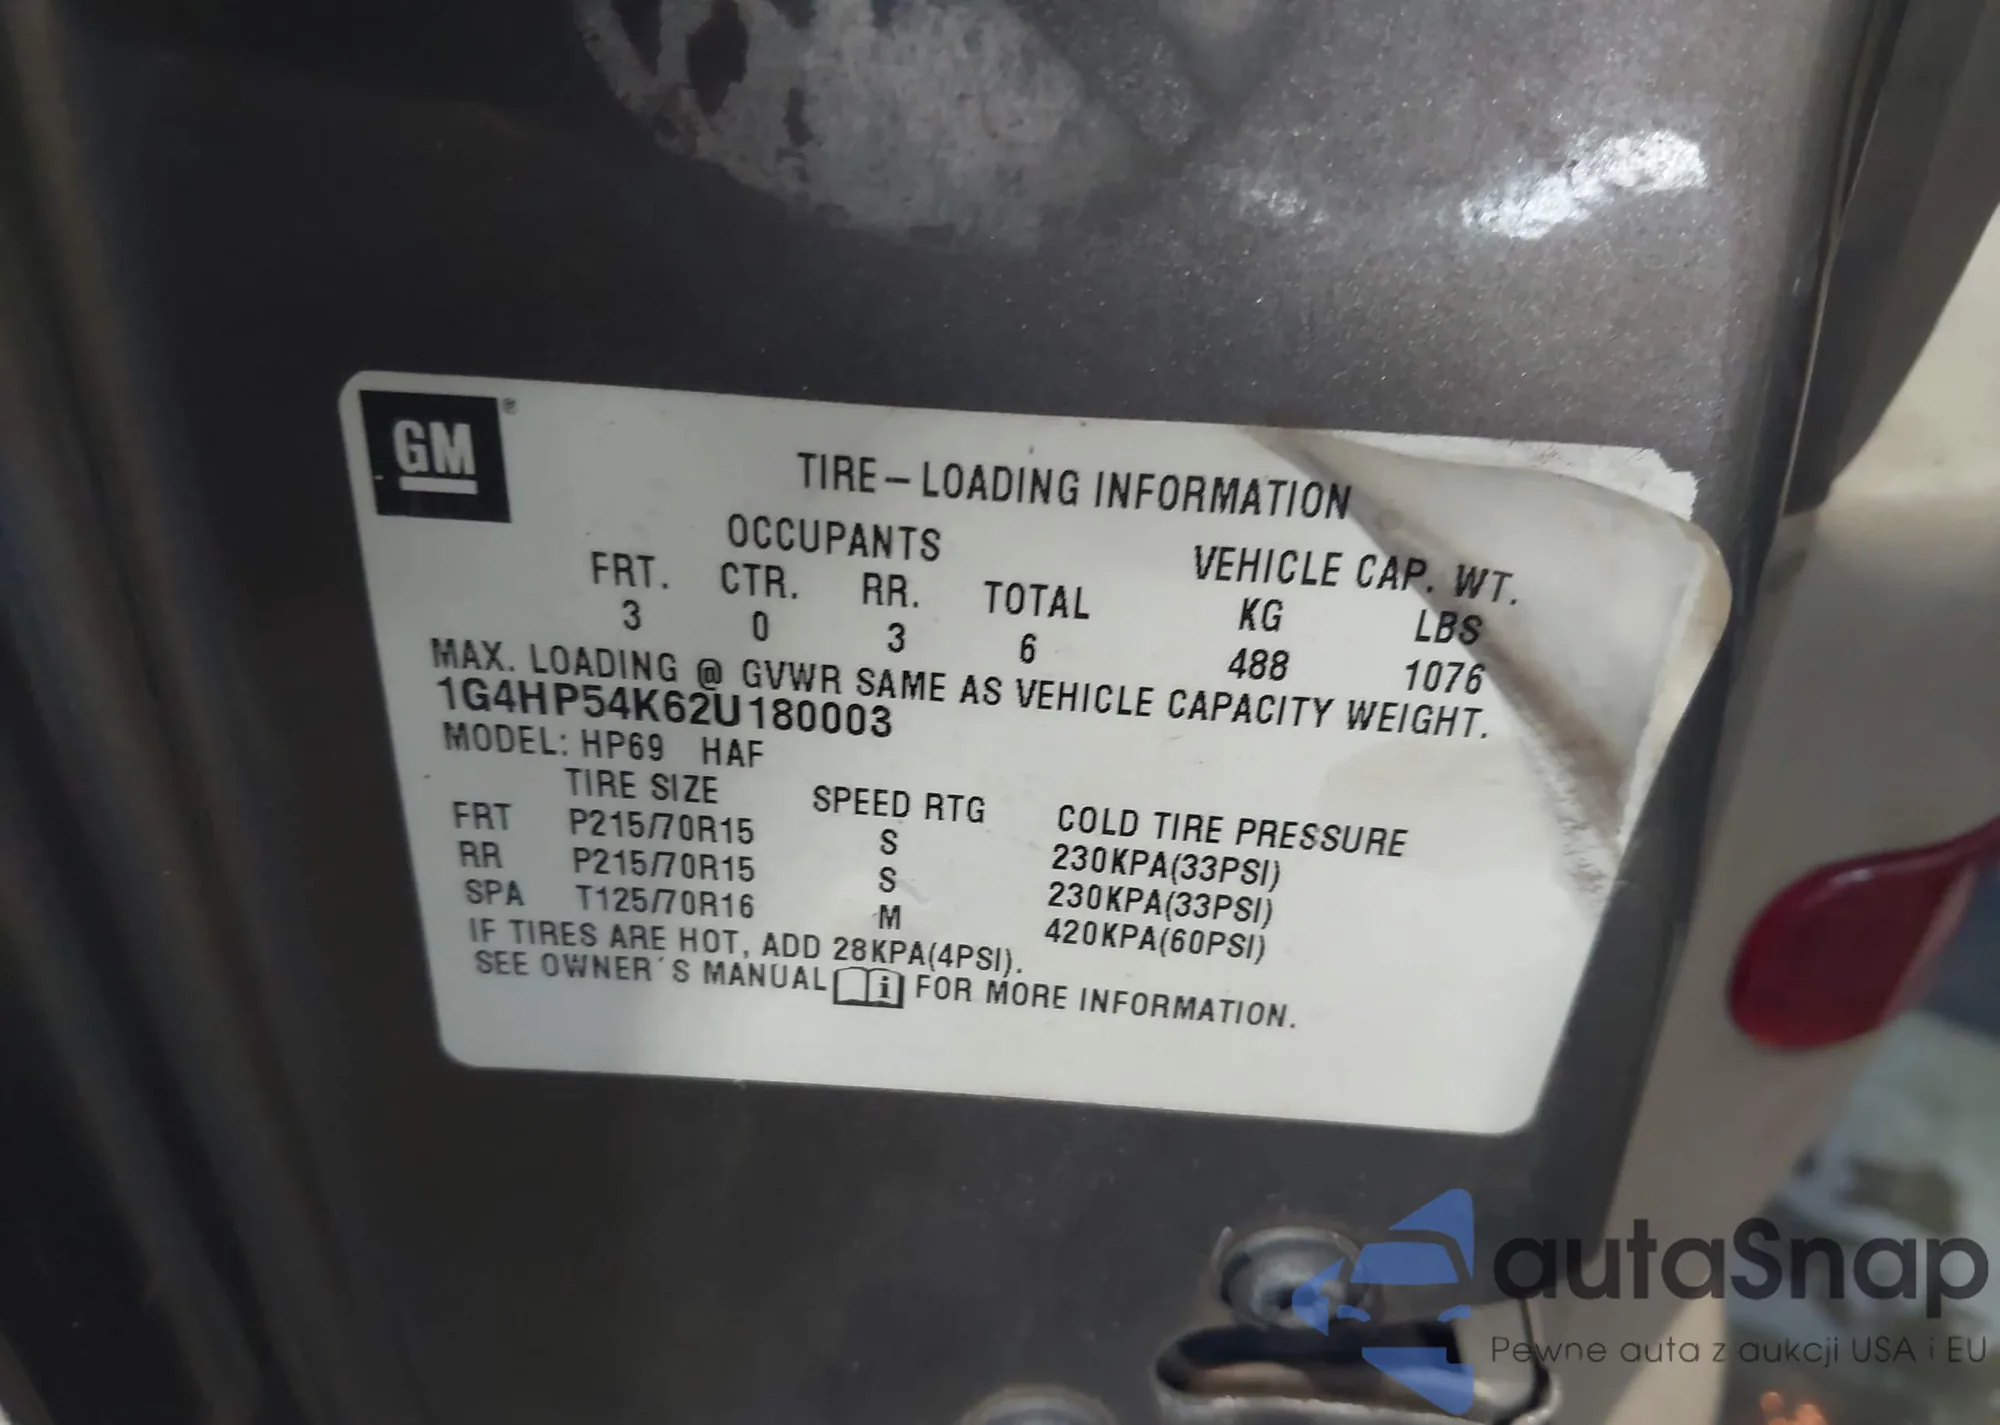 GM ®
TIRE – LOADING INFORMATION
OCCUPANTS VEHICLE CAP. WT.
FRT. CTR. RR. TOTAL KG LBS
3 0 3 6 488 1076
MAX. LOADING @ GVWR SAME AS VEHICLE CAPACITY WEIGHT.
1G4HP54K62U180003
MODEL: HP69 HAF
TIRE SIZE SPEED RTG COLD TIRE PRESSURE
FRT P215/70R15 S 230KPA(33PSI)
RR P215/70R15 S 230KPA(33PSI)
SPA T125/70R16 M 420KPA(60PSI)
IF TIRES ARE HOT, ADD 28KPA(4PSI).
SEE OWNER´S MANUAL i FOR MORE INFORMATION.
autaSnap
Pewne auta z aukcji USA i EU